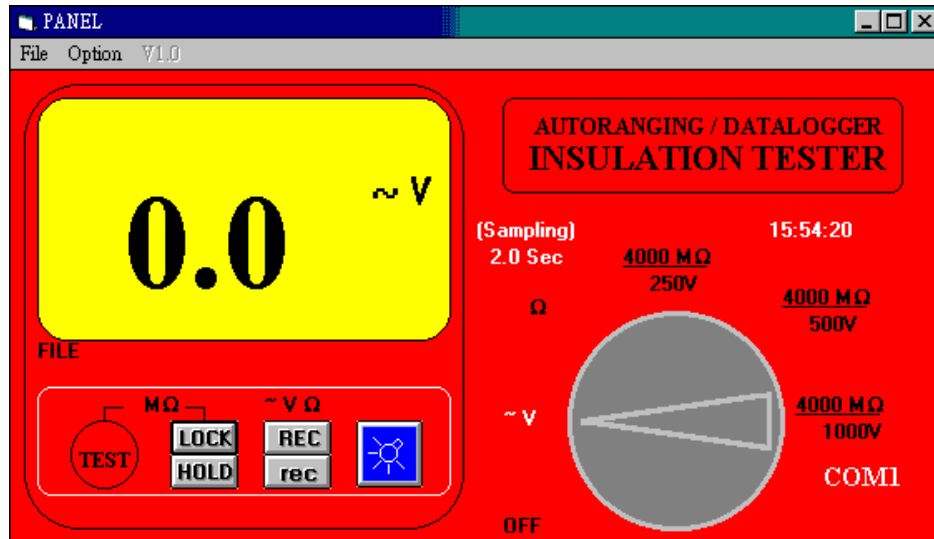 PANEL
File Option V1.0
AUTORANGING / DATALOGGER
INSULATION TESTER
0.0 ~ V
(Sampling)
2.0 Sec
15:54:20
4000 MΩ
250V
Ω
4000 MΩ
500V
FILE
~ V
4000 MΩ
1000V
MΩ
~ V Ω
TEST
LOCK
HOLD
REC
rec
COM1
OFF